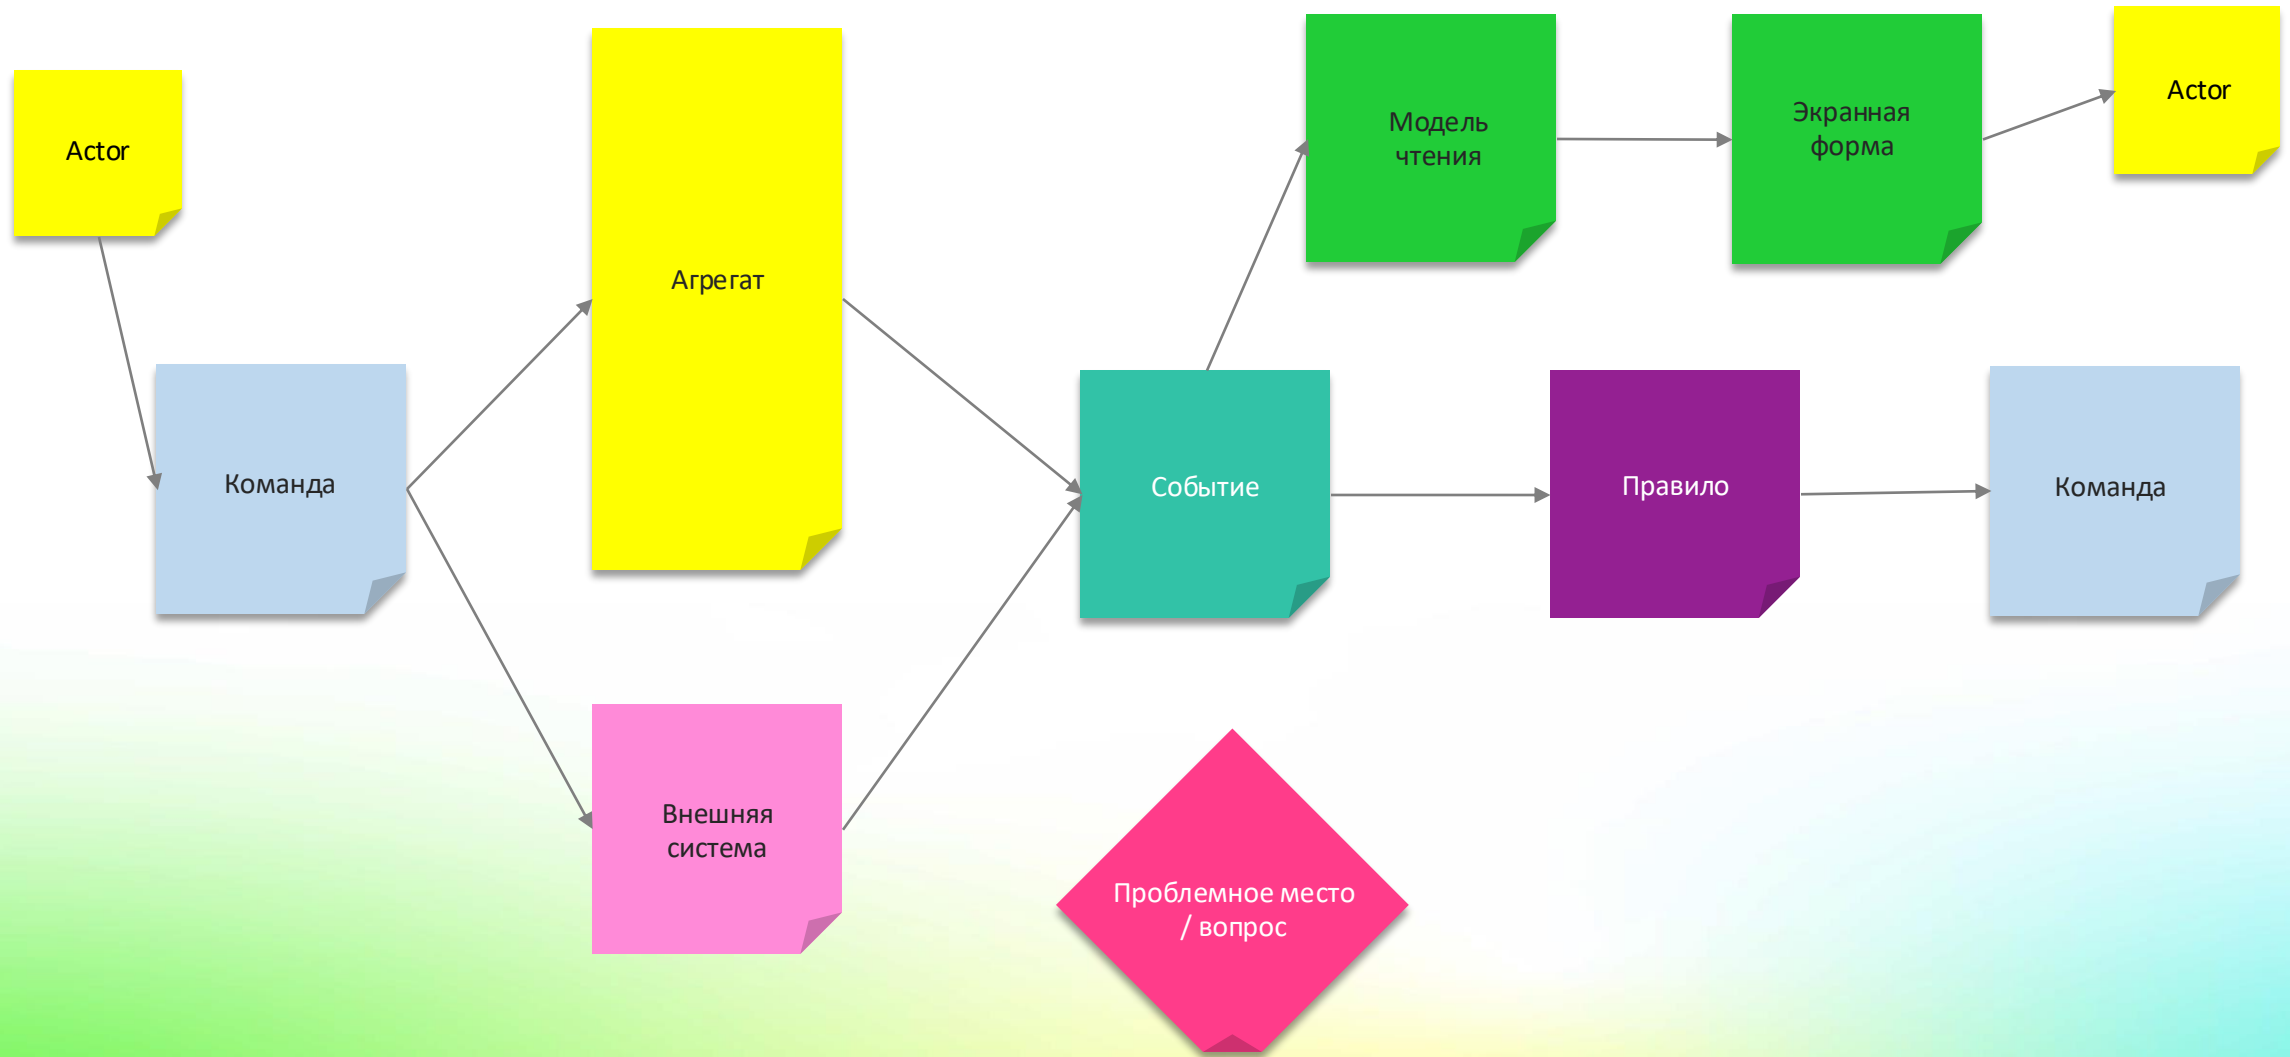 Actor
Команда
Агрегат
Внешняя
система
Событие
Модель
чтения
Экранная
форма
Actor
Правило
Команда
Проблемное место
/ вопрос